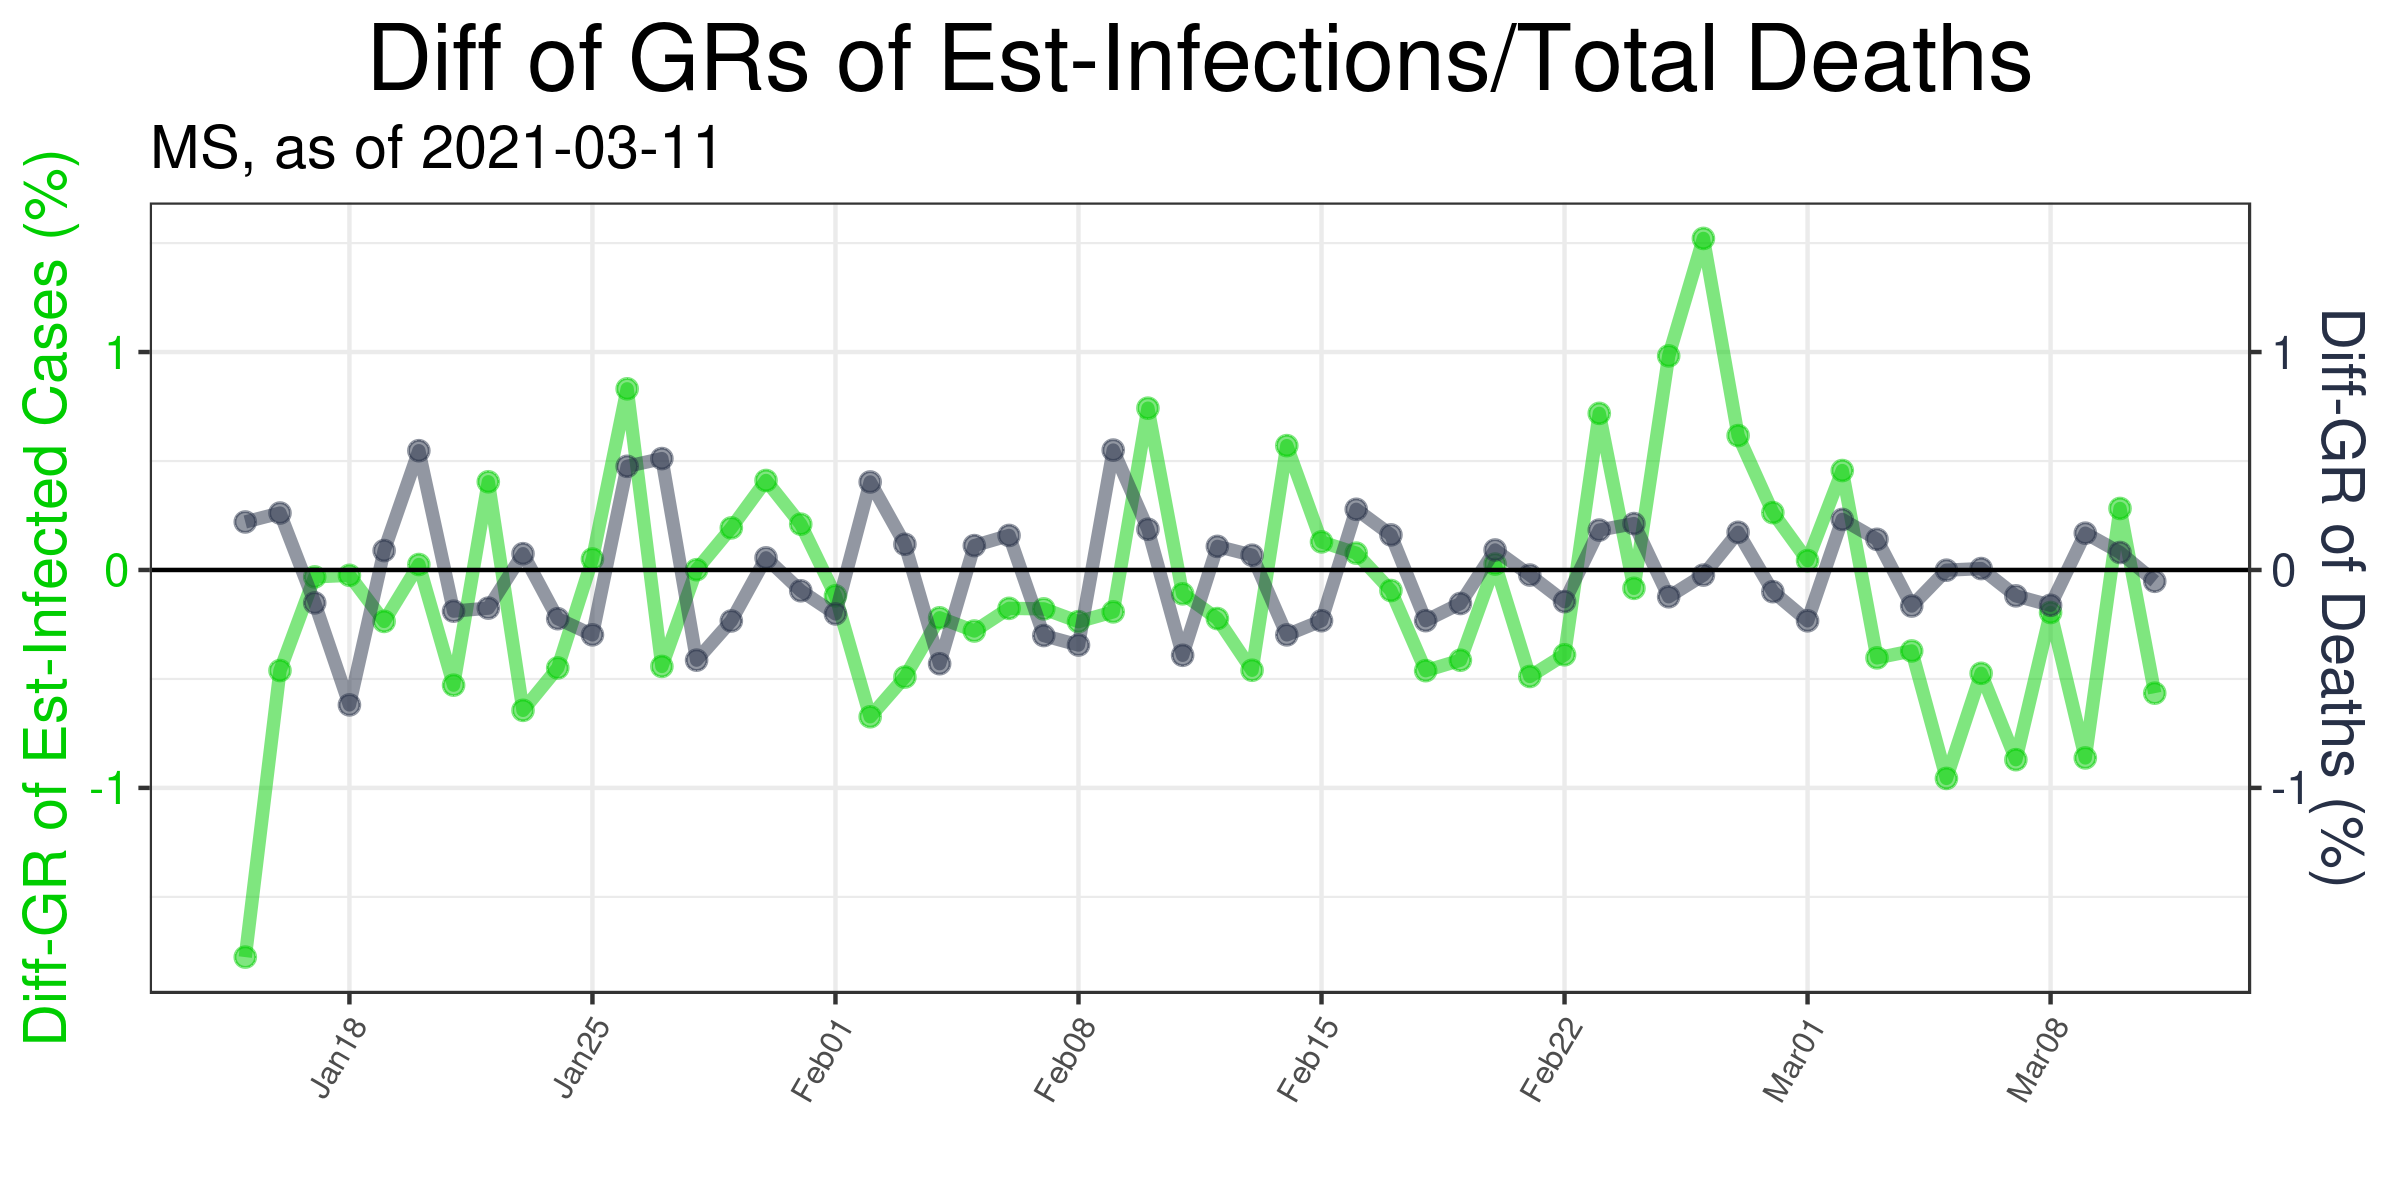 Diff of GRs of Est-Infections/Total Deaths
MS, as of 2021-03-11
Diff-GR of Est-Infected Cases (%)
1
0
-1
1
0
-1
Diff-GR of Deaths (%)
Jan18
Jan25
Feb01
Feb08
Feb15
Feb22
Mar01
Mar08